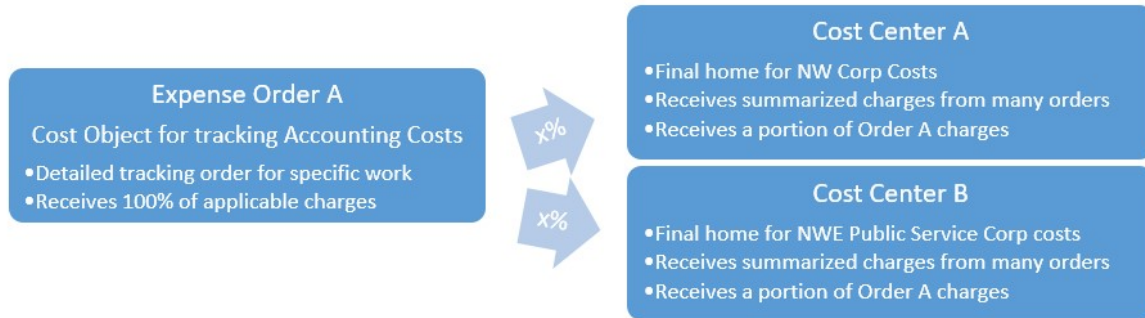 Expense Order A
Cost Object for tracking Accounting Costs
•Detailed tracking order for specific work
•Receives 100% of applicable charges
x%
x%
Cost Center A
•Final home for NW Corp Costs
•Receives summarized charges from many orders
•Receives a portion of Order A charges
Cost Center B
•Final home for NWE Public Service Corp costs
•Receives summarized charges from many orders
•Receives a portion of Order A charges